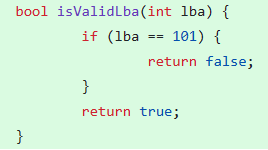 bool isValidLba(int lba) {
        if (lba == 101) {
                return false;
        }
        return true;
}